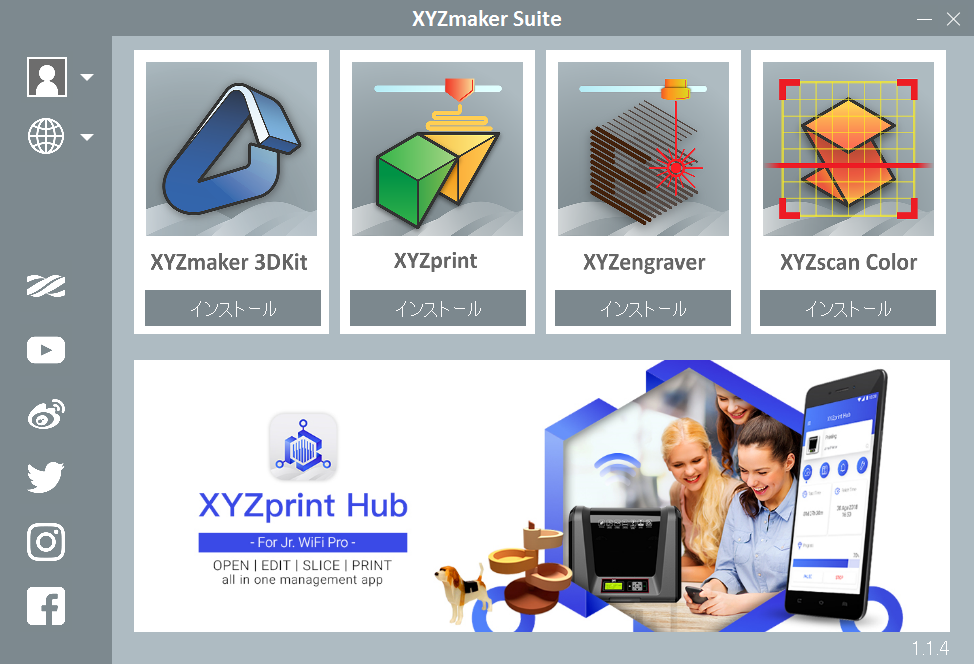 XYZmaker Suite
XYZmaker 3DKit
インストール
XYZprint
インストール
XYZengraver
インストール
XYZscan Color
インストール
XYZprint Hub
- For Jr. WiFi Pro -
OPEN | EDIT | SLICE | PRINT
all in one management app
XYZprint Hub
1.1.4